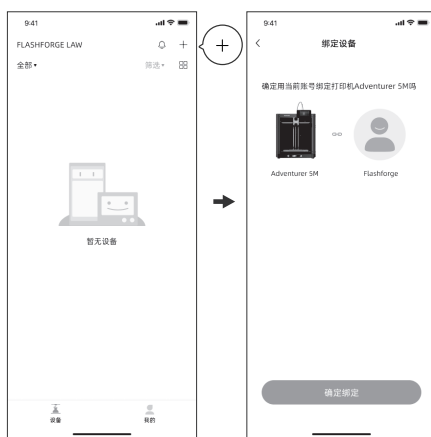 9:41
FLASHFORGE LAW
全部▾
筛选▾
暂无设备
设备
我的
9:41
绑定设备
确定用当前账号绑定打印机Adventurer 5M吗
Adventurer 5M
Flashforge
确定绑定